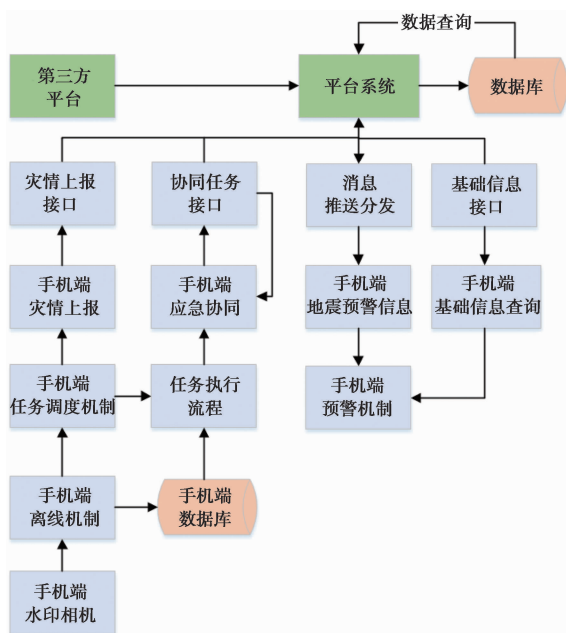 数据查询
第三方
平台
平台系统
数据库
灾情上报
接口
协同任务
接口
消息
推送分发
基础信息
接口
手机端
灾情上报
手机端
应急协同
手机端
地震预警信息
手机端
基础信息查询
手机端
任务调度机制
任务执行
流程
手机端
预警机制
手机端
离线机制
手机端
数据库
手机端
水印相机